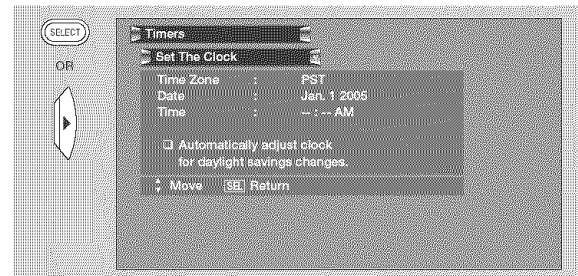 SELECT
OR
Timers
Set The Clock
Time Zone : PST
Date : Jan. 1 2005
Time : -- : -- AM
Automatically adjust clock
for daylight savings changes.
Move SEL Return